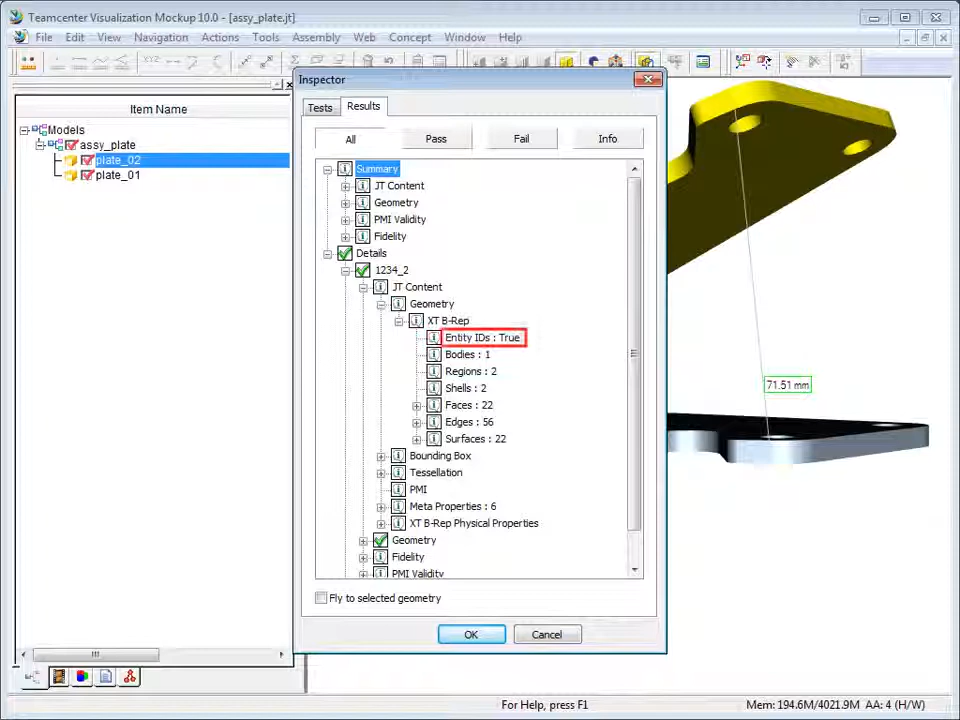 Teamcenter Visualization Mockup 10.0 - [assy_plate.jt]
File Edit View Navigation Actions Tools Assembly Web Concept Window Help
Inspector
Tests Results
All Pass Fail Info
Item Name
Models
assy_plate
plate_02
plate_01
Summary
JT Content
Geometry
PMI Validity
Fidelity
Details
1234_2
JT Content
Geometry
XT B-Rep
Entity IDs : True
Bodies : 1
Regions : 2
Shells : 2
Faces : 22
Edges : 56
Surfaces : 22
Bounding Box
Tessellation
PMI
Meta Properties : 6
XT B-Rep Physical Properties
Geometry
Fidelity
PMI Validity
Fly to selected geometry
OK Cancel
71.51 mm
For Help, press F1
Mem: 194.6M/4021.9M AA: 4 (H/W)